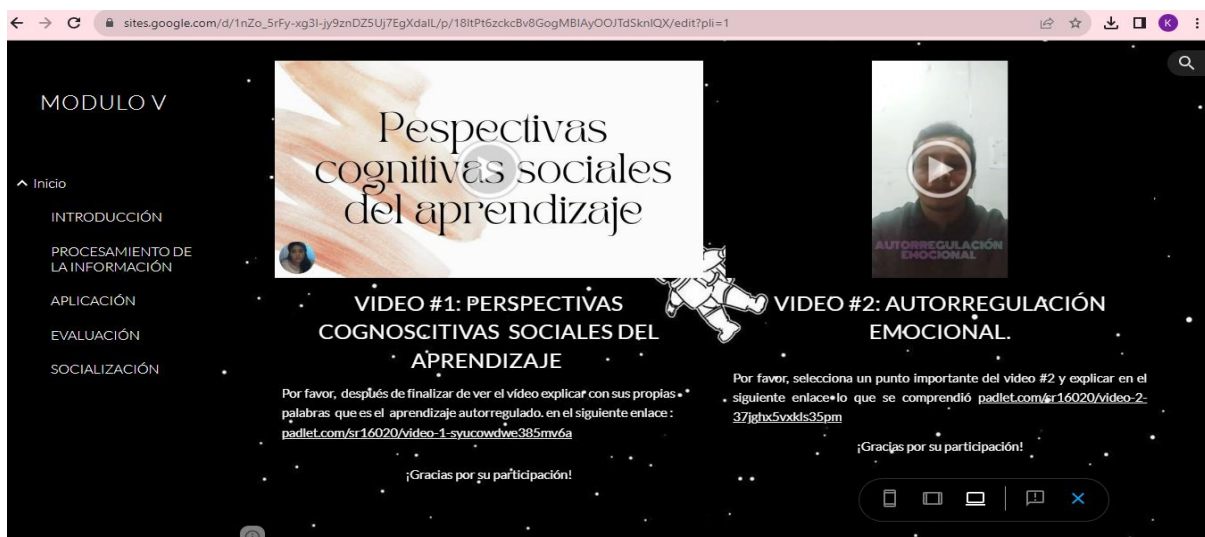 sites.google.com/d/1nZo_5rFy-xg3I-jy9znDZ5Uj7EgXdaIL/p/18ltPt6zckcBv8GogMBIAyOOJTdSknIQX/edit?pli=1
K
MODULO V
Inicio
INTRODUCCIÓN
PROCESAMIENTO DE
LA INFORMACIÓN
APLICACIÓN
EVALUACIÓN
SOCIALIZACIÓN
Pespectivas
cognitivas sociales
del aprendizaje
VIDEO #1: PERSPECTIVAS
COGNOSCITIVAS SOCIALES DEL
APRENDIZAJE
Por favor, después de finalizar de ver el vídeo explicar con sus propias
palabras que es el aprendizaje autorregulado. en el siguiente enlace :
padlet.com/sr16020/video-1-syucowdwe385mv6a
¡Gracias por su participación!
AUTORREGULACIÓN
EMOCIONAL
VIDEO #2: AUTORREGULACIÓN
EMOCIONAL.
Por favor, selecciona un punto importante del video #2 y explicar en el
siguiente enlace lo que se comprendió padlet.com/sr16020/video-2-
37jghx5vxkls35pm
¡Gracias por su participación!